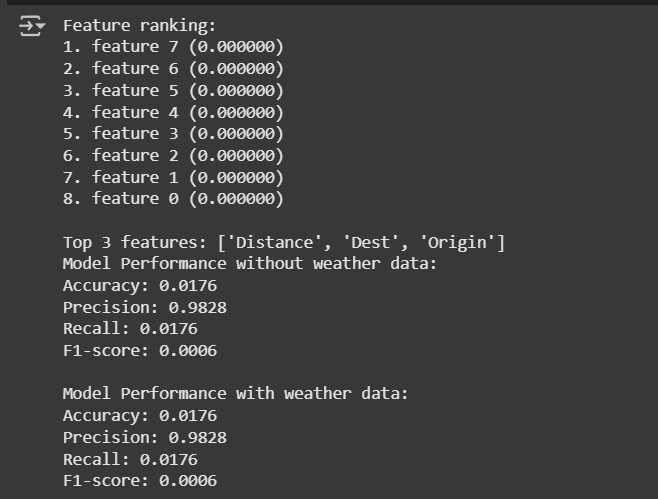 Feature ranking:
1. feature 7 (0.000000)
2. feature 6 (0.000000)
3. feature 5 (0.000000)
4. feature 4 (0.000000)
5. feature 3 (0.000000)
6. feature 2 (0.000000)
7. feature 1 (0.000000)
8. feature 0 (0.000000)
Top 3 features: ['Distance', 'Dest', 'Origin']
Model Performance without weather data:
Accuracy: 0.0176
Precision: 0.9828
Recall: 0.0176
F1-score: 0.0006
Model Performance with weather data:
Accuracy: 0.0176
Precision: 0.9828
Recall: 0.0176
F1-score: 0.0006